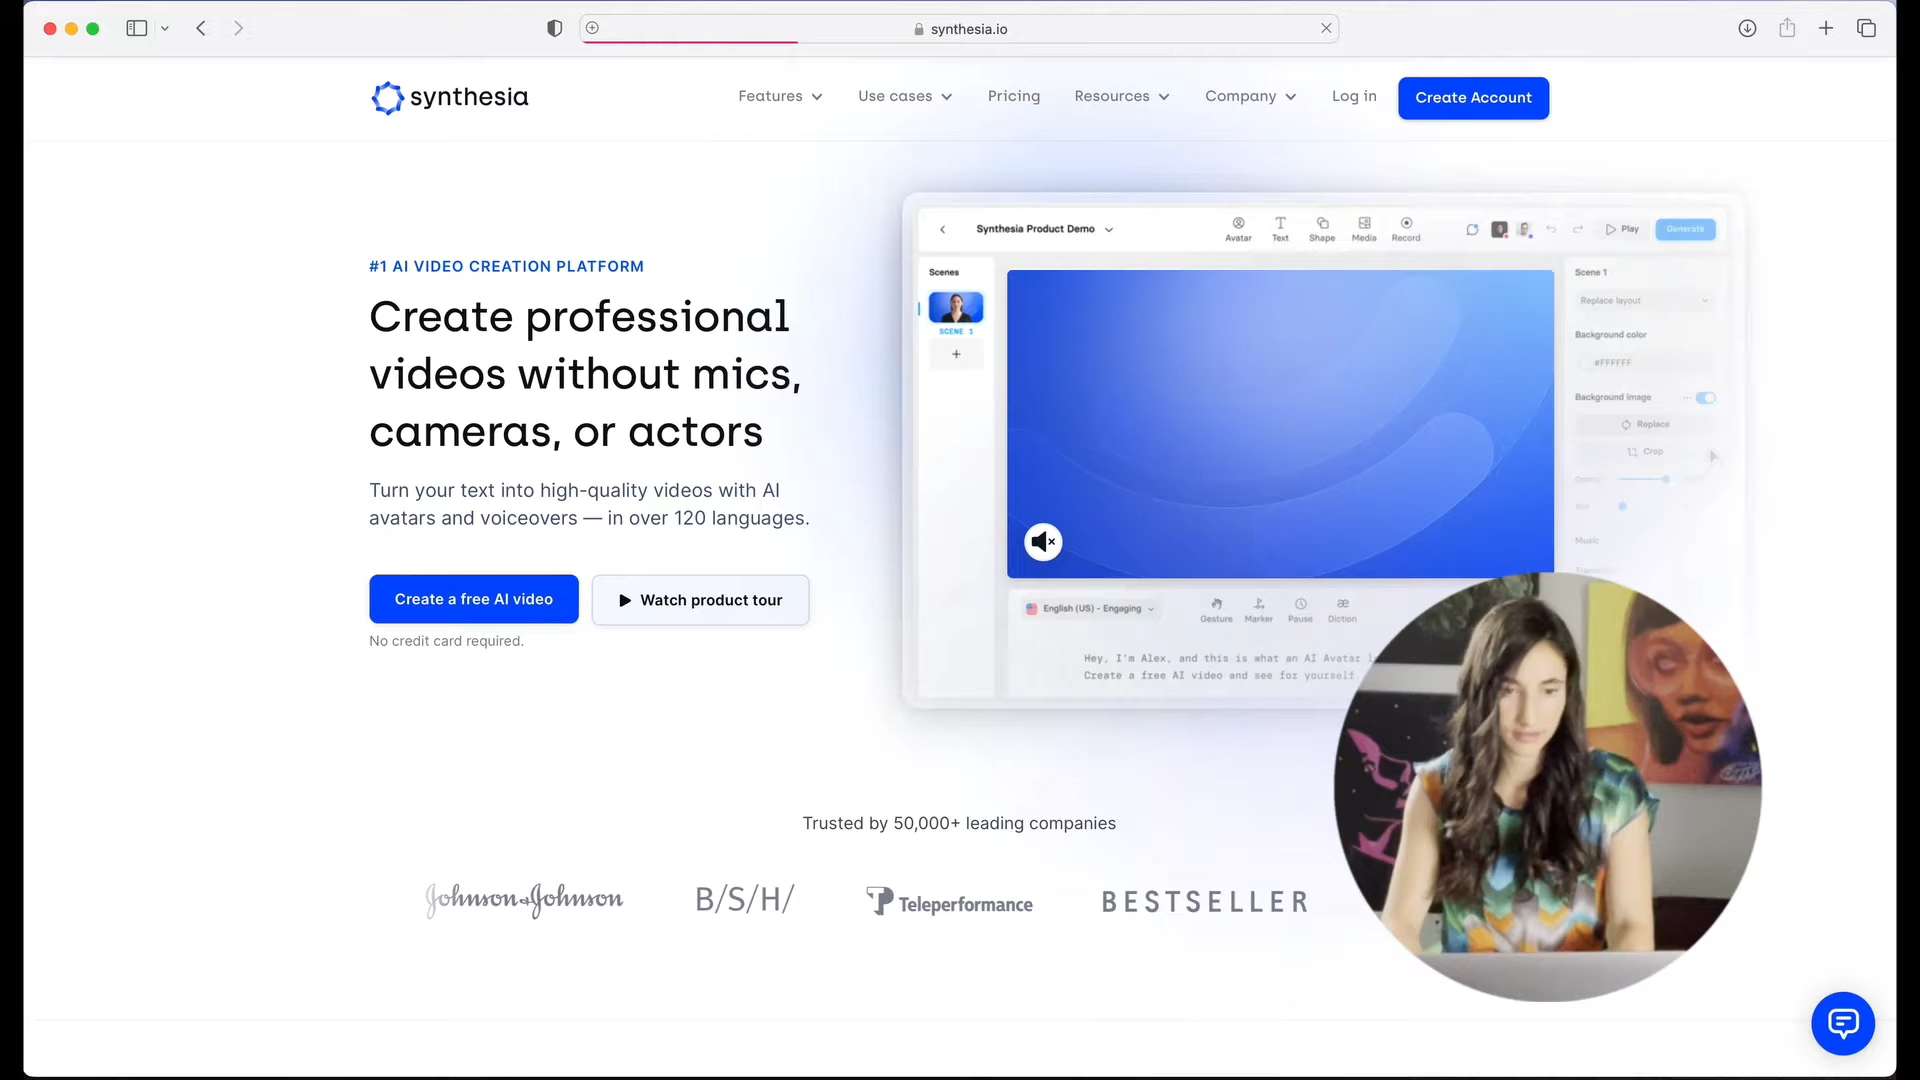 synthesia.io
synthesia
Features
Use cases
Pricing
Resources
Company
Log in
Create Account
#1 AI VIDEO CREATION PLATFORM
Create professional
videos without mics,
cameras, or actors
Turn your text into high-quality videos with AI
avatars and voiceovers — in over 120 languages.
Create a free AI video
Watch product tour
No credit card required.
Synthesia Product Demo
Avatar
Text
Shape
Media
Record
Play
Generate
Scenes
SCENE 1
Scene 1
Replace layout
Background color
#FFFFFF
Background image
Replace
Crop
Opacity
Blur
Music
English (US) - Engaging
Gesture
Marker
Pause
Diction
Hey, I'm Alex, and this is what an AI Avatar
Create a free AI video and see for yourself
Trusted by 50,000+ leading companies
Johnson & Johnson
B/S/H/
Teleperformance
BESTSELLER